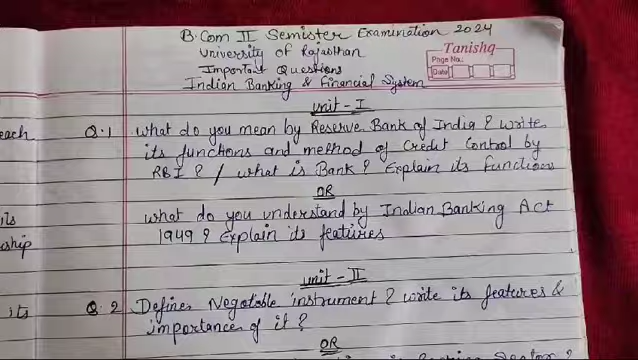 B.Com II Semister Examination 2024
University of Rajasthan
Important Questions
Indian Banking & Financial System
Tanishq
Page No.:
Date:
Unit - I
each
Q.1 What do you mean by Reserve Bank of India? Write
its functions and method of Credit Control by
RBI? / What is Bank? Explain its functions
OR
its
What do you understand by Indian Banking Act
1949? Explain its features
Unit - II
its
Q.2 Define Negotiable instrument? Write its features &
importance of it?
OR